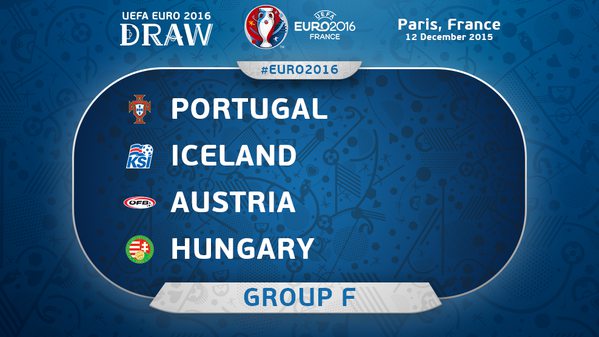 UEFA EURO 2016
DRAW
UEFA
EURO2016
FRANCE
Paris, France
12 December 2015
#EURO2016
PORTUGAL
KSÍ
ICELAND
ÖFB
AUSTRIA
HUNGARY
GROUP F